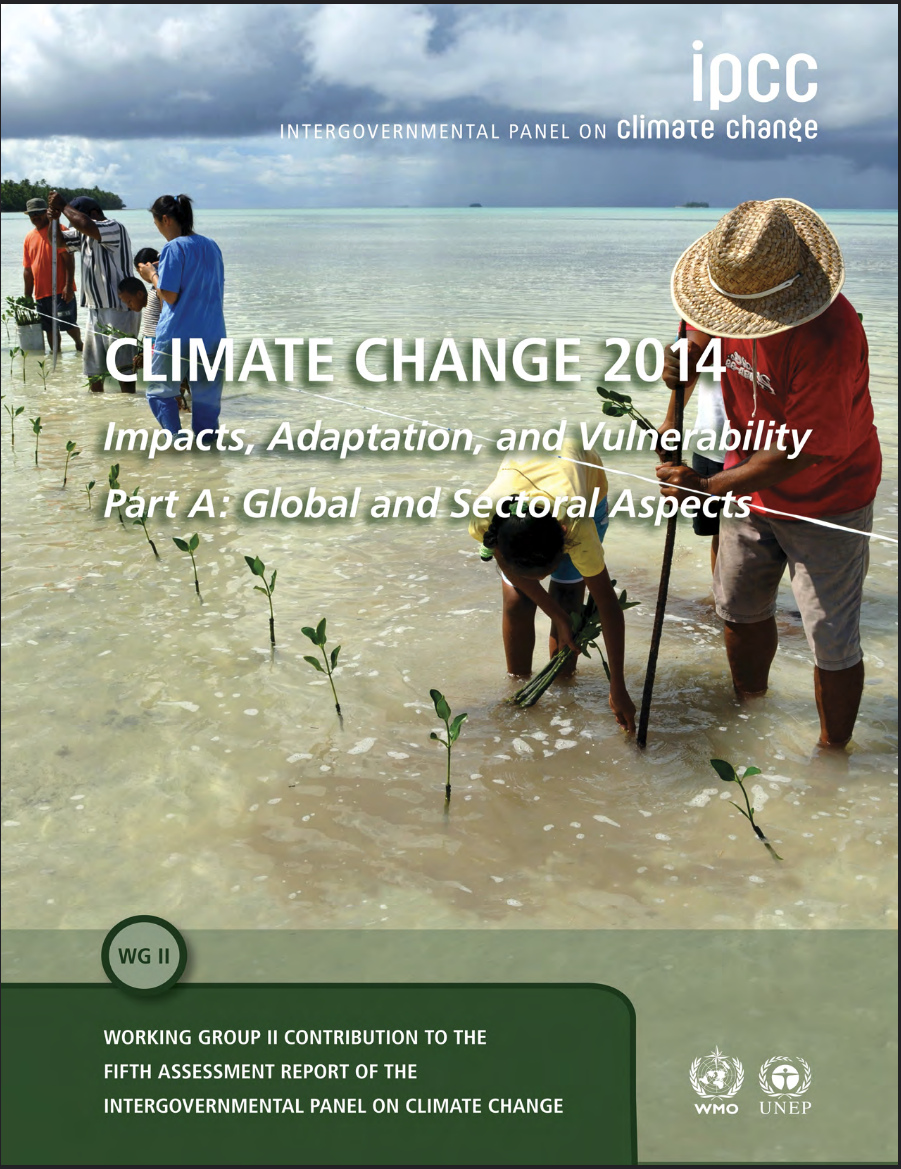 ipcc
INTERGOVERNMENTAL PANEL ON climate change
CLIMATE CHANGE 2014
Impacts, Adaptation, and Vulnerability
Part A: Global and Sectoral Aspects
WG II
WORKING GROUP II CONTRIBUTION TO THE
FIFTH ASSESSMENT REPORT OF THE
INTERGOVERNMENTAL PANEL ON CLIMATE CHANGE
WMO
UNEP